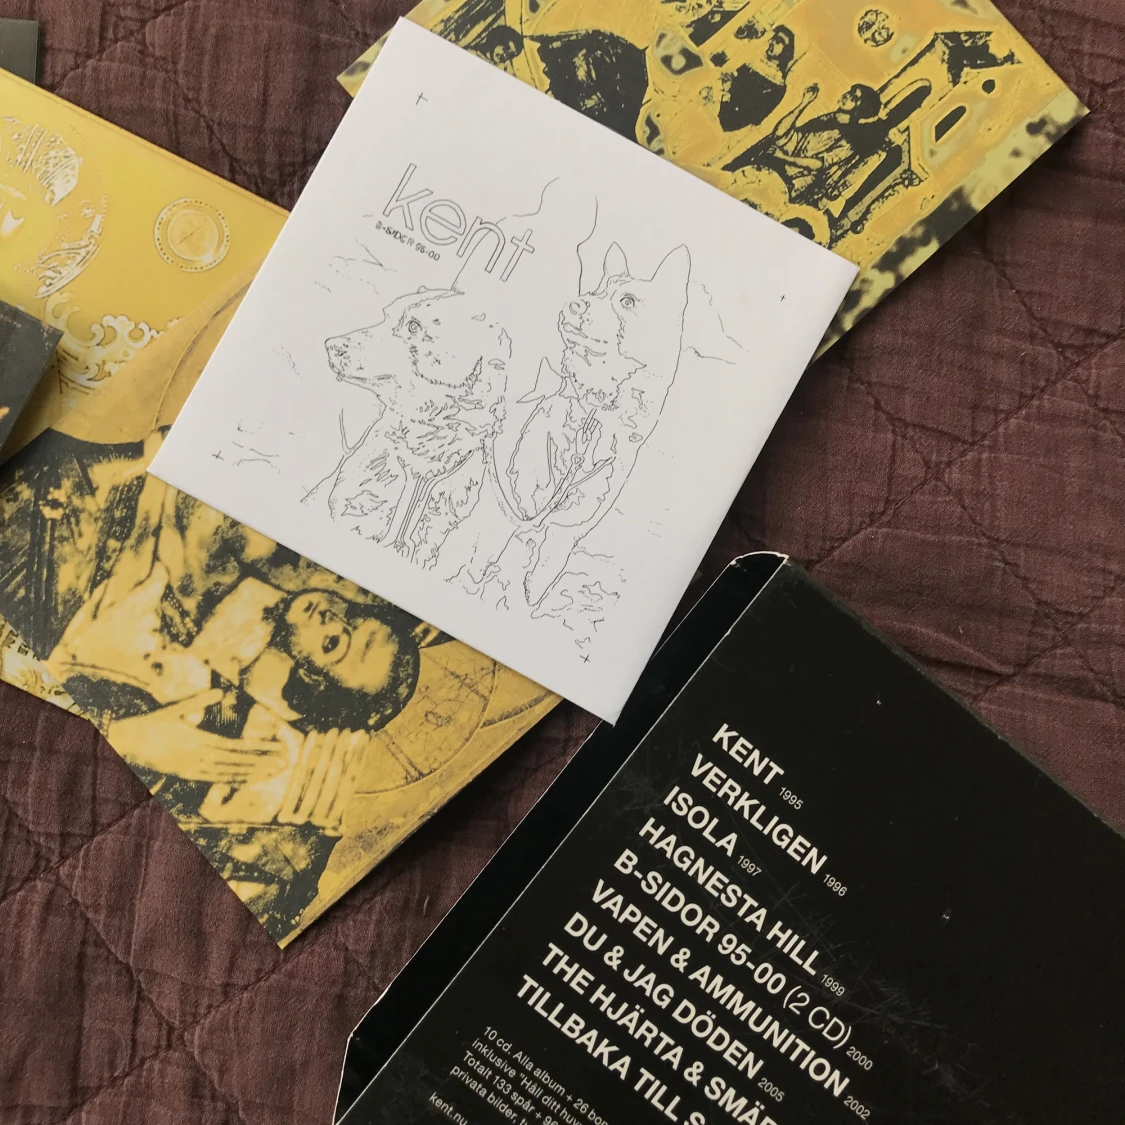 kent
B-SIDOR 95-00
KENT 1995
VERKLIGEN 1996
ISOLA 1997
HAGNESTA HILL 1999
B-SIDOR 95-00 (2 CD) 2000
VAPEN & AMMUNITION 2002
DU & JAG DÖDEN 2005
THE HJÄRTA & SMÄR
TILLBAKA TILL S
10 cd. Alla album + 26 bon
inklusive "Håll ditt huv
Totalt 133 spår + 96
privata bilder, t
kent.nu